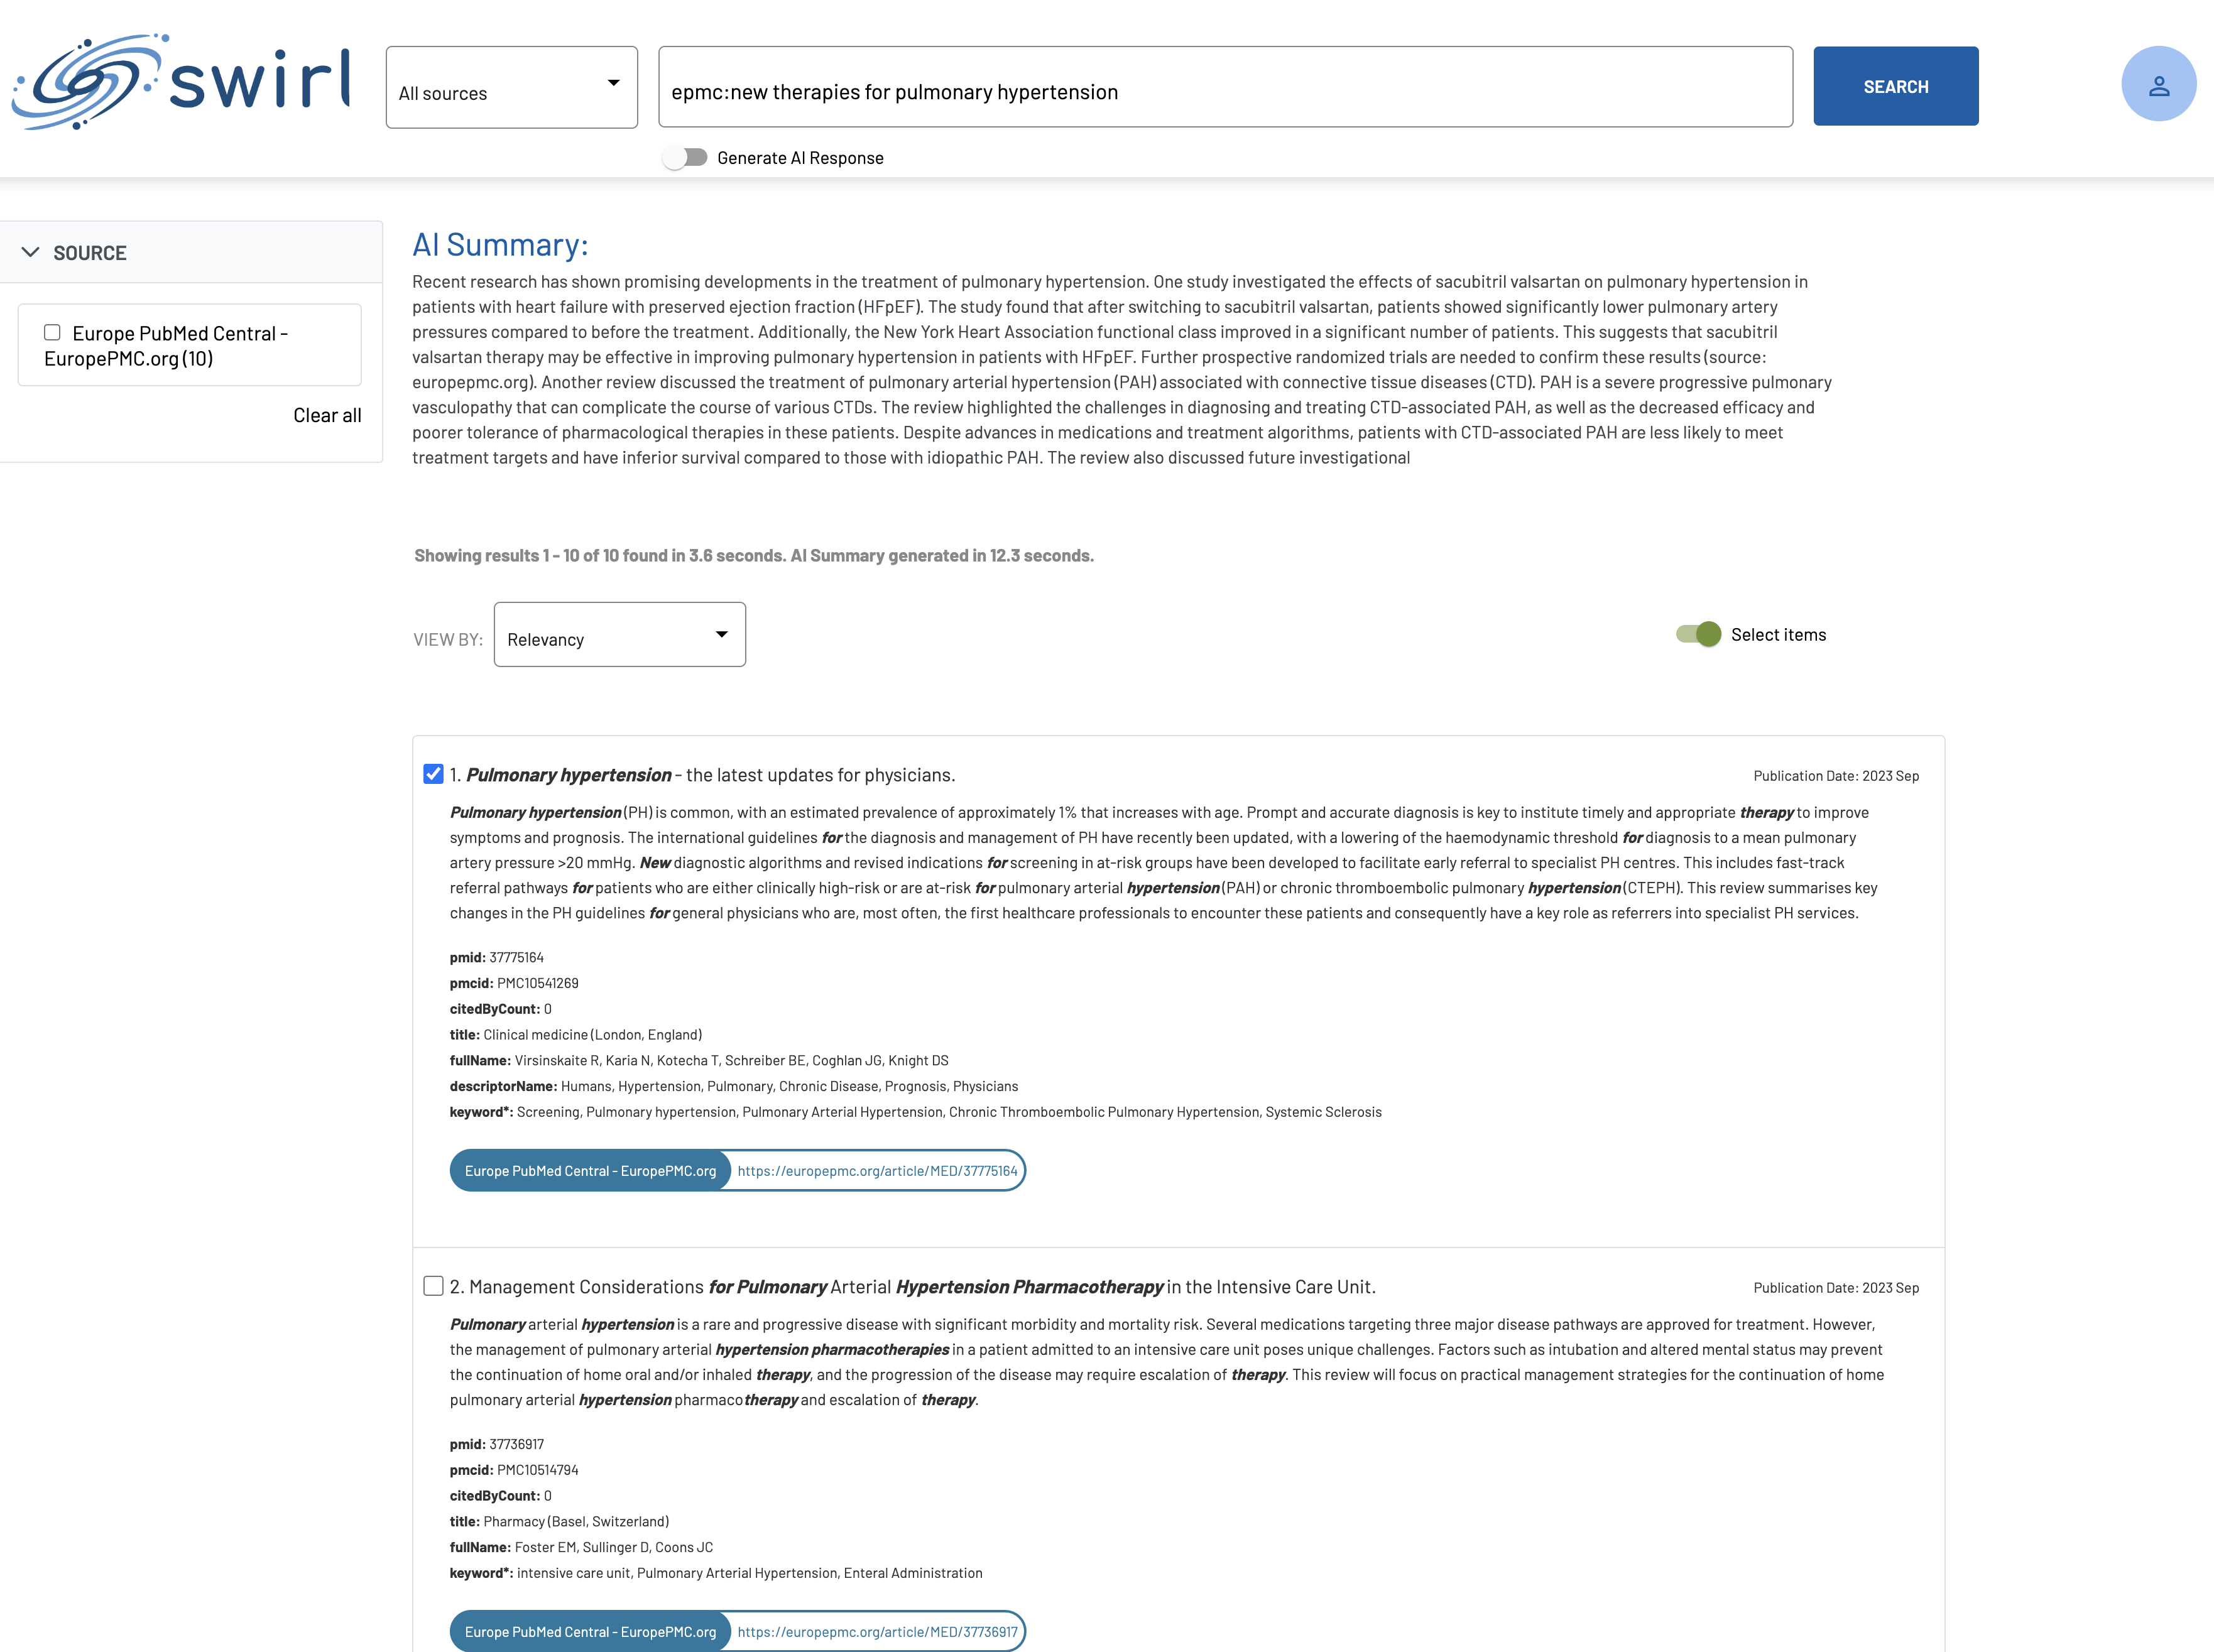 swirl
All sources
epmc:new therapies for pulmonary hypertension
SEARCH
Generate AI Response
SOURCE
Europe PubMed Central -
EuropePMC.org (10)
Clear all
AI Summary:
Recent research has shown promising developments in the treatment of pulmonary hypertension. One study investigated the effects of sacubitril valsartan on pulmonary hypertension in
patients with heart failure with preserved ejection fraction (HFpEF). The study found that after switching to sacubitril valsartan, patients showed significantly lower pulmonary artery
pressures compared to before the treatment. Additionally, the New York Heart Association functional class improved in a significant number of patients. This suggests that sacubitril
valsartan therapy may be effective in improving pulmonary hypertension in patients with HFpEF. Further prospective randomized trials are needed to confirm these results (source:
europepmc.org). Another review discussed the treatment of pulmonary arterial hypertension (PAH) associated with connective tissue diseases (CTD). PAH is a severe progressive pulmonary
vasculopathy that can complicate the course of various CTDs. The review highlighted the challenges in diagnosing and treating CTD-associated PAH, as well as the decreased efficacy and
poorer tolerance of pharmacological therapies in these patients. Despite advances in medications and treatment algorithms, patients with CTD-associated PAH are less likely to meet
treatment targets and have inferior survival compared to those with idiopathic PAH. The review also discussed future investigational
Showing results 1 - 10 of 10 found in 3.6 seconds. AI Summary generated in 12.3 seconds.
VIEW BY:
Relevancy
Select items
1. Pulmonary hypertension - the latest updates for physicians.
Publication Date: 2023 Sep
Pulmonary hypertension (PH) is common, with an estimated prevalence of approximately 1% that increases with age. Prompt and accurate diagnosis is key to institute timely and appropriate therapy to improve
symptoms and prognosis. The international guidelines for the diagnosis and management of PH have recently been updated, with a lowering of the haemodynamic threshold for diagnosis to a mean pulmonary
artery pressure >20 mmHg. New diagnostic algorithms and revised indications for screening in at-risk groups have been developed to facilitate early referral to specialist PH centres. This includes fast-track
referral pathways for patients who are either clinically high-risk or are at-risk for pulmonary arterial hypertension (PAH) or chronic thromboembolic pulmonary hypertension (CTEPH). This review summarises key
changes in the PH guidelines for general physicians who are, most often, the first healthcare professionals to encounter these patients and consequently have a key role as referrers into specialist PH services.
pmid: 37775164
pmcid: PMC10541269
citedByCount: 0
title: Clinical medicine (London, England)
fullName: Virsinskaite R, Karia N, Kotecha T, Schreiber BE, Coghlan JG, Knight DS
descriptorName: Humans, Hypertension, Pulmonary, Chronic Disease, Prognosis, Physicians
keyword*: Screening, Pulmonary hypertension, Pulmonary Arterial Hypertension, Chronic Thromboembolic Pulmonary Hypertension, Systemic Sclerosis
Europe PubMed Central - EuropePMC.org
https://europepmc.org/article/MED/37775164
2. Management Considerations for Pulmonary Arterial Hypertension Pharmacotherapy in the Intensive Care Unit.
Publication Date: 2023 Sep
Pulmonary arterial hypertension is a rare and progressive disease with significant morbidity and mortality risk. Several medications targeting three major disease pathways are approved for treatment. However,
the management of pulmonary arterial hypertension pharmacotherapies in a patient admitted to an intensive care unit poses unique challenges. Factors such as intubation and altered mental status may prevent
the continuation of home oral and/or inhaled therapy, and the progression of the disease may require escalation of therapy. This review will focus on practical management strategies for the continuation of home
pulmonary arterial hypertension pharmacotherapy and escalation of therapy.
pmid: 37736917
pmcid: PMC10514794
citedByCount: 0
title: Pharmacy (Basel, Switzerland)
fullName: Foster EM, Sullinger D, Coons JC
keyword*: intensive care unit, Pulmonary Arterial Hypertension, Enteral Administration
Europe PubMed Central - EuropePMC.org
https://europepmc.org/article/MED/37736917